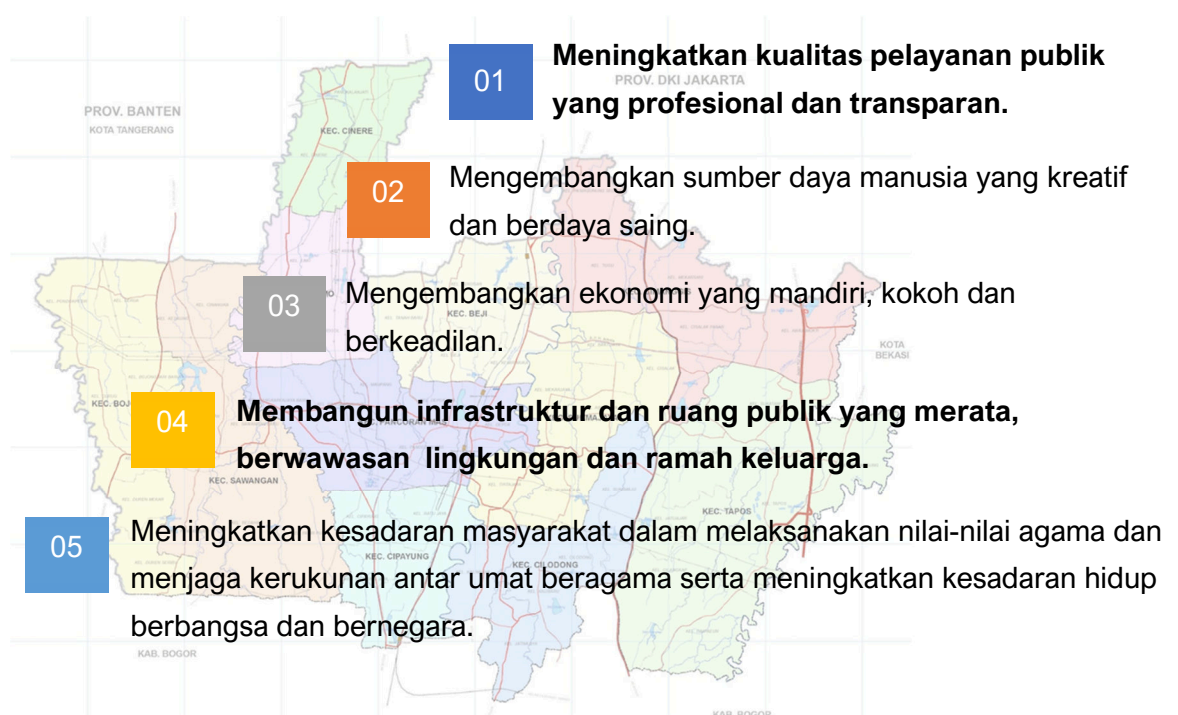 01
Meningkatkan kualitas pelayanan publik
yang profesional dan transparan.
PROV. DKI JAKARTA
PROV. BANTEN
KOTA TANGERANG
KEC. CINERE
02
Mengembangkan sumber daya manusia yang kreatif
dan berdaya saing.
03
Mengembangkan ekonomi yang mandiri, kokoh dan
berkeadilan.
KEC. BEJI
KOTA
BEKASI
04
Membangun infrastruktur dan ruang publik yang merata,
berwawasan  lingkungan dan ramah keluarga.
KEC. SAWANGAN
KEC. TAPOS
05
Meningkatkan kesadaran masyarakat dalam melaksanakan nilai-nilai agama dan
menjaga kerukunan antar umat beragama serta meningkatkan kesadaran hidup
berbangsa dan bernegara.
KEC. CIPAYUNG
KEC. CILODONG
KAB. BOGOR
KAB. BOGOR